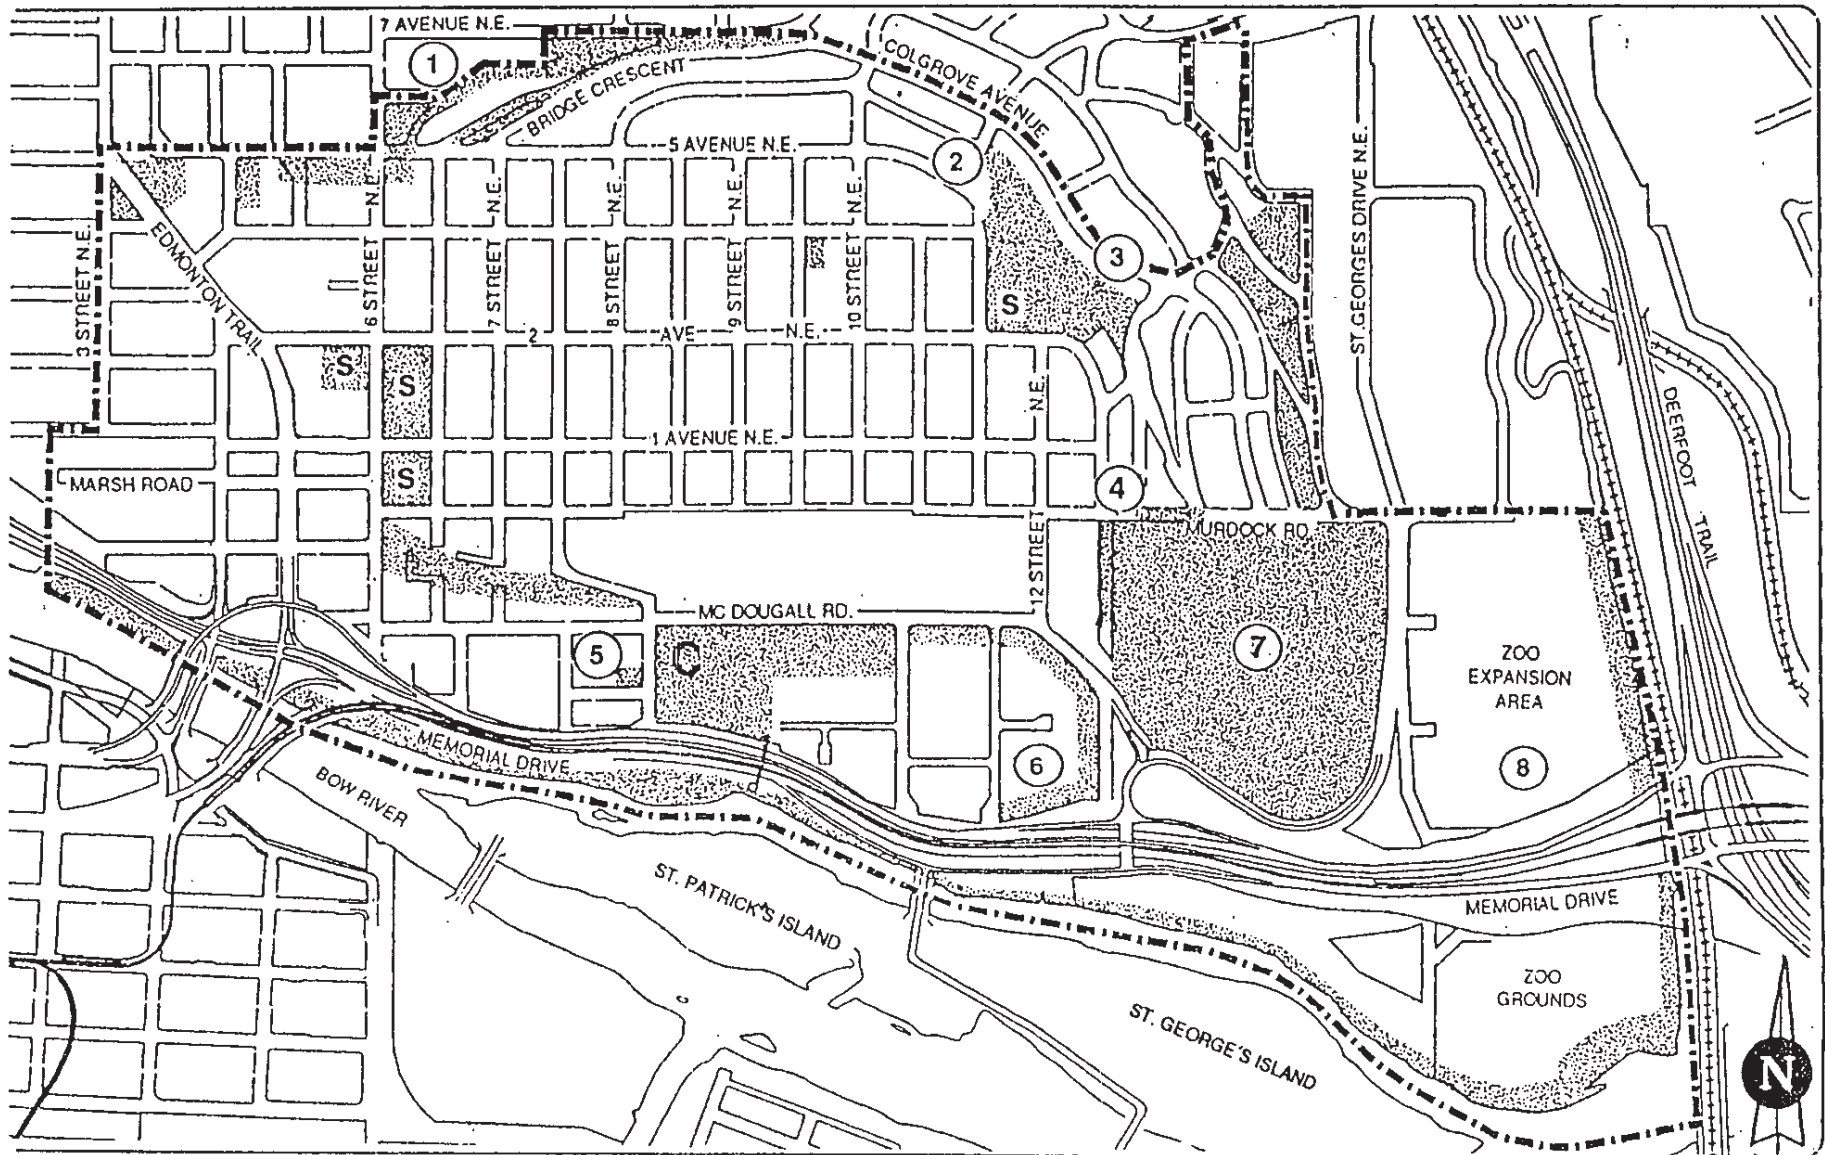 7 AVENUE N.E.
1
COLGROVE AVENUE
BRIDGE CRESCENT
5 AVENUE N.E.
2
3 STREET N.E.
EDMONTON TRAIL
6 STREET N.E.
7 STREET N.E.
8 STREET N.E.
9 STREET N.E.
10 STREET N.E.
3
ST. GEORGES DRIVE N.E.
S
2 AVE N.E.
S
S
DEERFOOT TRAIL
1 AVENUE N.E.
S
MARSH ROAD
4
MURDOCK RD.
12 STREET N.E.
MC DOUGALL RD.
5
7
ZOO
EXPANSION
AREA
6
8
MEMORIAL DRIVE
BOW RIVER
ST. PATRICK'S ISLAND
MEMORIAL DRIVE
ZOO
GROUNDS
ST. GEORGE'S ISLAND
N